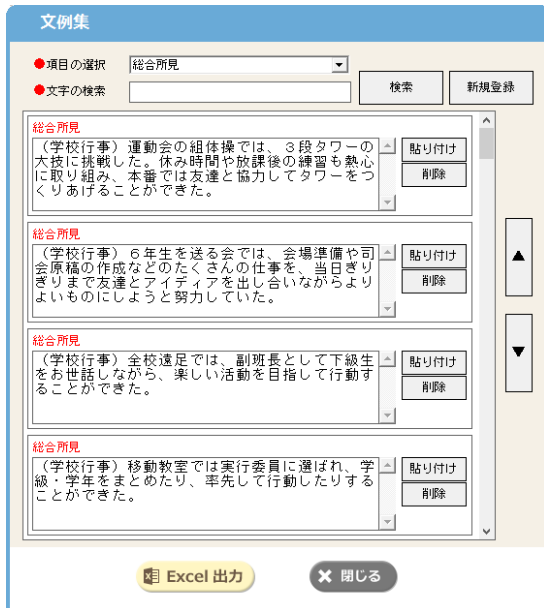 文例集
●項目の選択 総合所見
●文字の検索 検索 新規登録
総合所見
（学校行事）運動会の組体操では、３段タワーの
大技に挑戦した。休み時間や放課後の練習も熱心
に取り組み、本番では友達と協力してタワーをつ
くりあげることができた。
貼り付け
削除
総合所見
（学校行事）６年生を送る会では、会場準備や司
会原稿の作成などのたくさんの仕事を、当日ぎり
ぎりまで友達とアイディアを出し合いながらより
よいものにしようと努力していた。
貼り付け
削除
総合所見
（学校行事）全校遠足では、副班長として下級生
をお世話しながら、楽しい活動を目指して行動す
ることができた。
貼り付け
削除
総合所見
（学校行事）移動教室では実行委員に選ばれ、学
級・学年をまとめたり、率先して行動したりする
ことができた。
貼り付け
削除
▲
▼
Excel 出力 閉じる